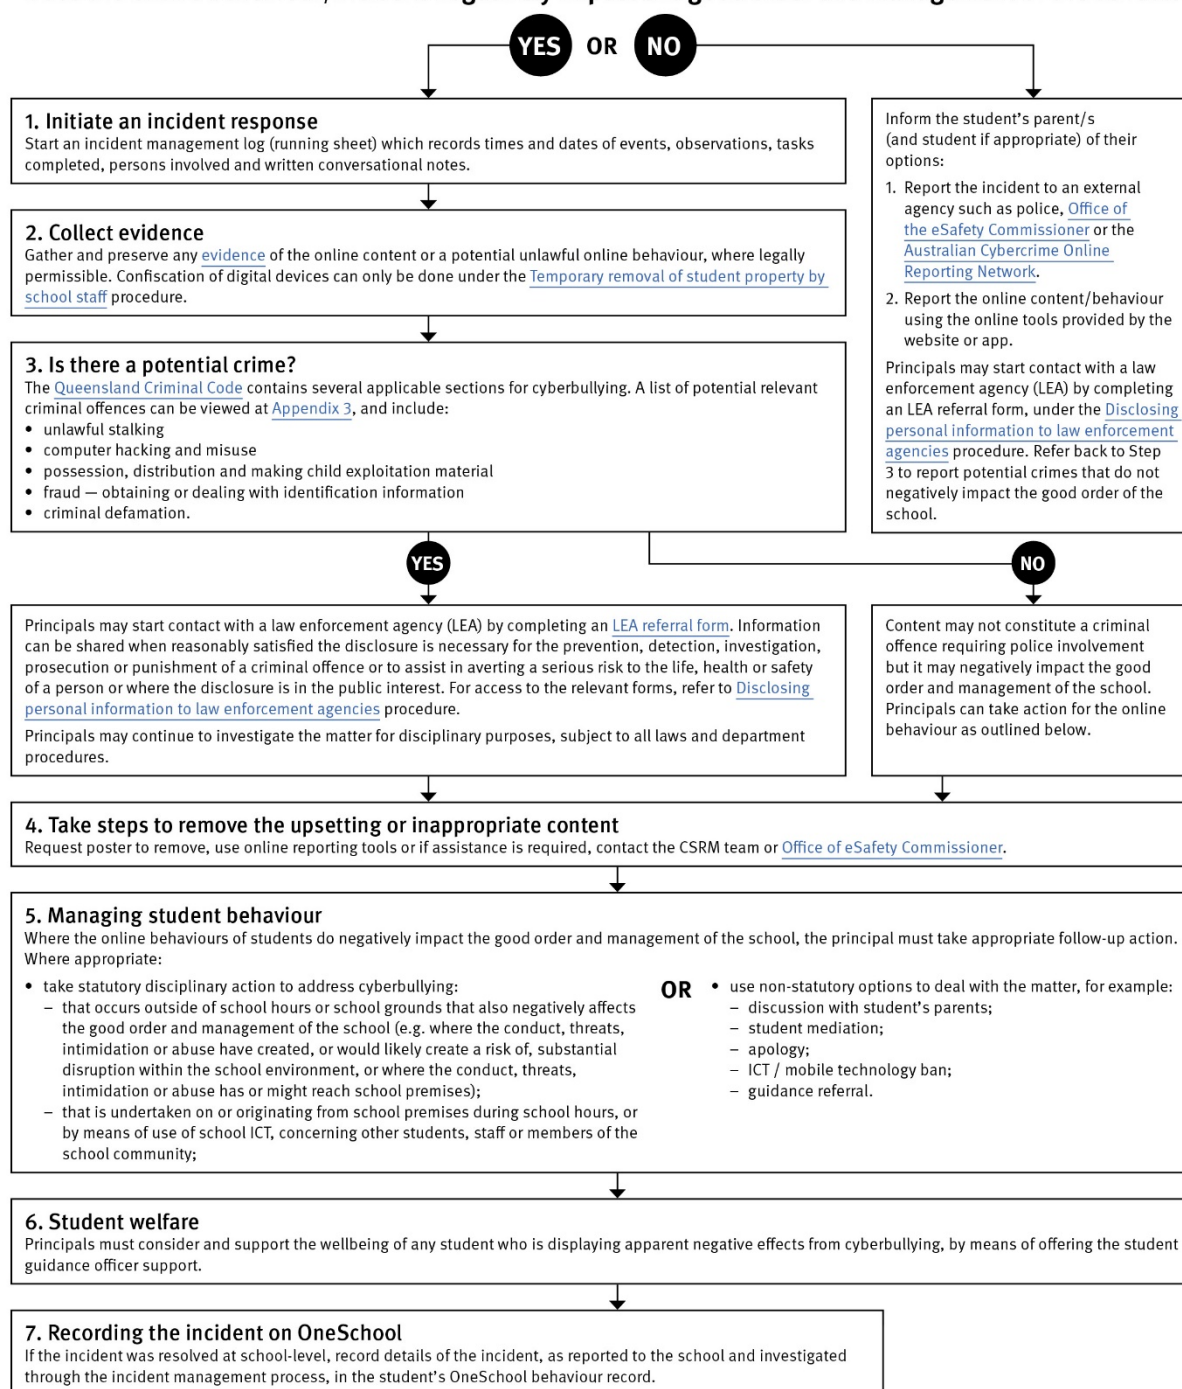 YES OR NO
1. Initiate an incident response
Start an incident management log (running sheet) which records times and dates of events, observations, tasks
completed, persons involved and written conversational notes.
2. Collect evidence
Gather and preserve any evidence of the online content or a potential unlawful online behaviour, where legally
permissible. Confiscation of digital devices can only be done under the Temporary removal of student property by
school staff procedure.
3. Is there a potential crime?
The Queensland Criminal Code contains several applicable sections for cyberbullying. A list of potential relevant
criminal offences can be viewed at Appendix 3, and include:
• unlawful stalking
• computer hacking and misuse
• possession, distribution and making child exploitation material
• fraud — obtaining or dealing with identification information
• criminal defamation.
Inform the student's parent/s
(and student if appropriate) of their
options:
1. Report the incident to an external
agency such as police, Office of
the eSafety Commissioner or the
Australian Cybercrime Online
Reporting Network.
2. Report the online content/behaviour
using the online tools provided by the
website or app.
Principals may start contact with a law
enforcement agency (LEA) by completing
an LEA referral form, under the Disclosing
personal information to law enforcement
agencies procedure. Refer back to Step
3 to report potential crimes that do not
negatively impact the good order of the
school.
YES
NO
Principals may start contact with a law enforcement agency (LEA) by completing an LEA referral form. Information
can be shared when reasonably satisfied the disclosure is necessary for the prevention, detection, investigation,
prosecution or punishment of a criminal offence or to assist in averting a serious risk to the life, health or safety
of a person or where the disclosure is in the public interest. For access to the relevant forms, refer to Disclosing
personal information to law enforcement agencies procedure.
Principals may continue to investigate the matter for disciplinary purposes, subject to all laws and department
procedures.
Content may not constitute a criminal
offence requiring police involvement
but it may negatively impact the good
order and management of the school.
Principals can take action for the online
behaviour as outlined below.
4. Take steps to remove the upsetting or inappropriate content
Request poster to remove, use online reporting tools or if assistance is required, contact the CSRM team or Office of eSafety Commissioner.
5. Managing student behaviour
Where the online behaviours of students do negatively impact the good order and management of the school, the principal must take appropriate follow-up action.
Where appropriate:
• take statutory disciplinary action to address cyberbullying:
– that occurs outside of school hours or school grounds that also negatively affects
the good order and management of the school (e.g. where the conduct, threats,
intimidation or abuse have created, or would likely create a risk of, substantial
disruption within the school environment, or where the conduct, threats,
intimidation or abuse has or might reach school premises);
– that is undertaken on or originating from school premises during school hours, or
by means of use of school ICT, concerning other students, staff or members of the
school community;
OR
• use non-statutory options to deal with the matter, for example:
– discussion with student's parents;
– student mediation;
– apology;
– ICT / mobile technology ban;
– guidance referral.
6. Student welfare
Principals must consider and support the wellbeing of any student who is displaying apparent negative effects from cyberbullying, by means of offering the student
guidance officer support.
7. Recording the incident on OneSchool
If the incident was resolved at school-level, record details of the incident, as reported to the school and investigated
through the incident management process, in the student's OneSchool behaviour record.